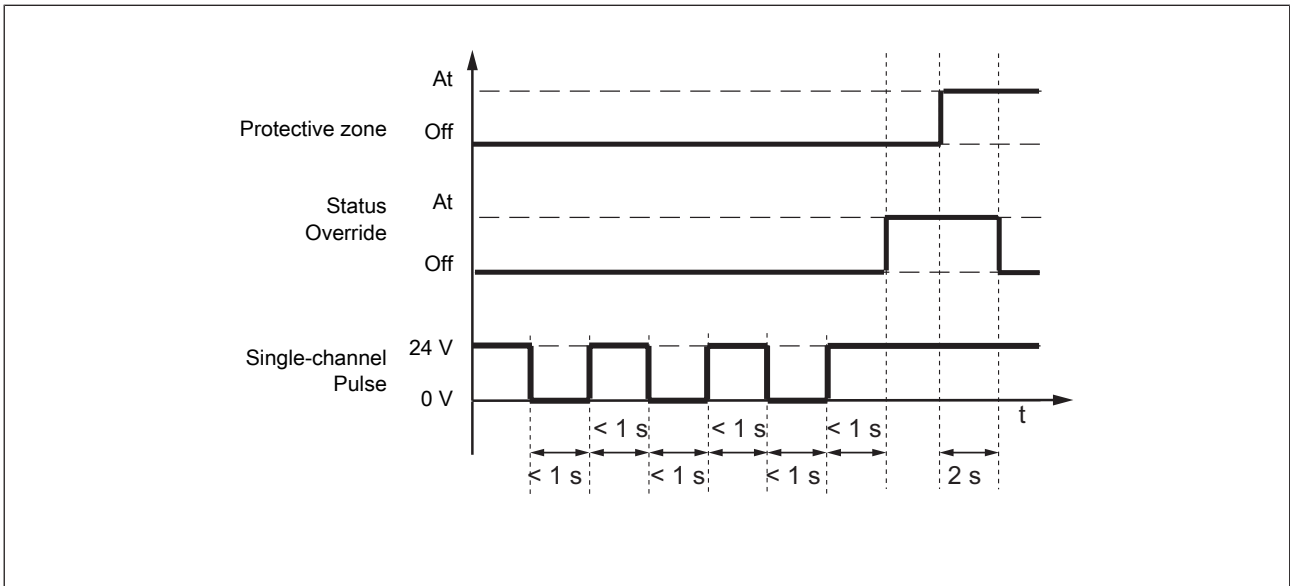 At
Protective zone
Off
Status
Override
At
Off
Single-channel
Pulse
24 V
0 V
t
< 1 s
< 1 s
< 1 s
< 1 s
< 1 s
< 1 s
2 s